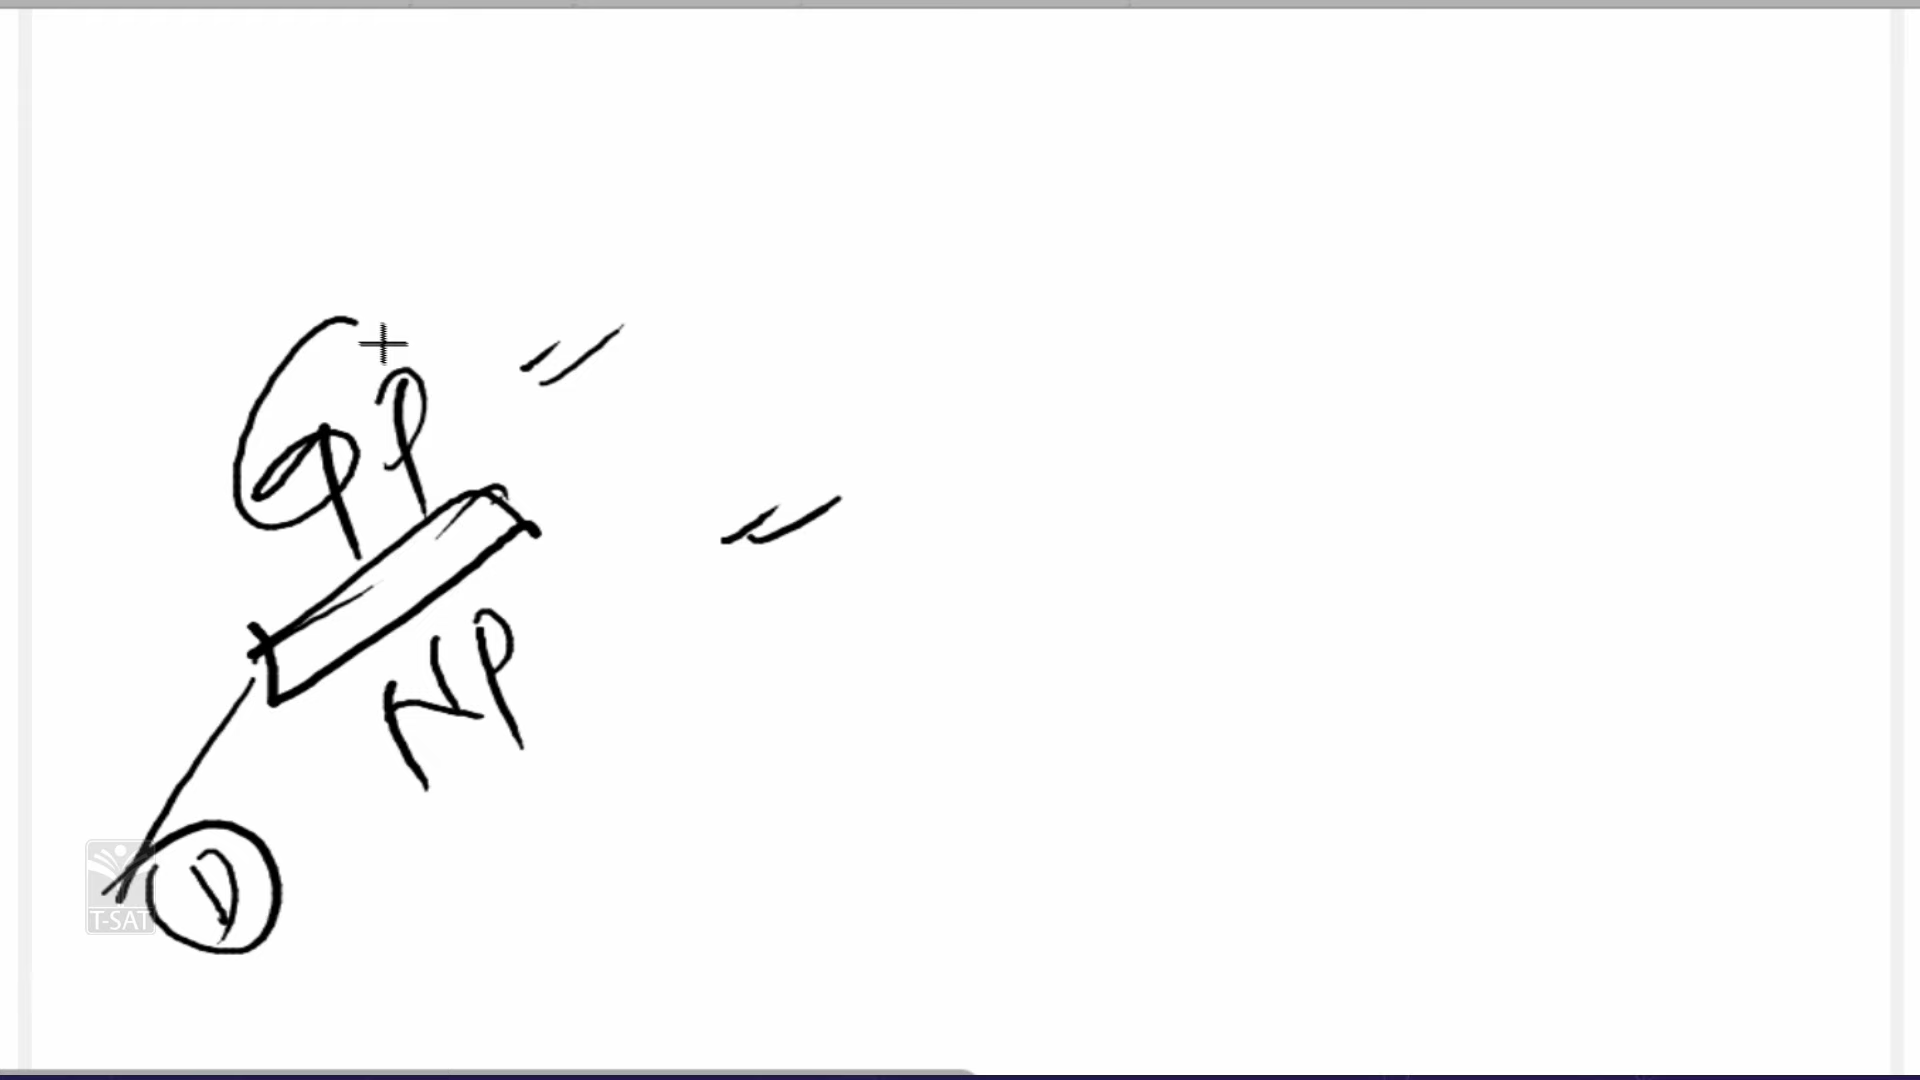 GP =
=
NP
D
T-SAT